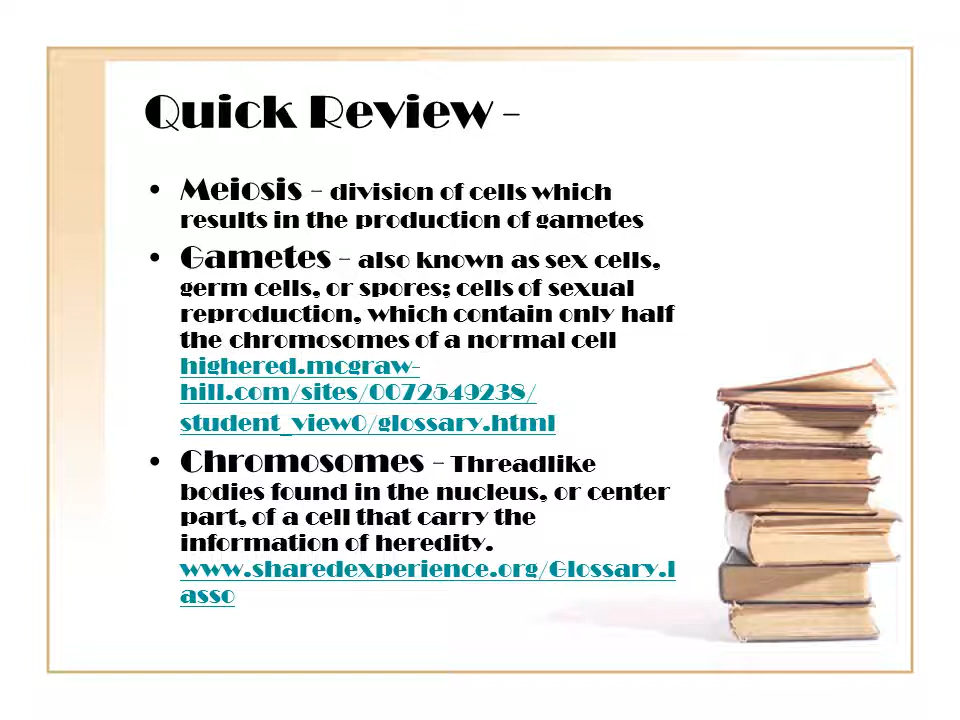 Quick Review -
• Meiosis - division of cells which
results in the production of gametes
• Gametes - also known as sex cells,
germ cells, or spores; cells of sexual
reproduction, which contain only half
the chromosomes of a normal cell
highered.mcgraw-
hill.com/sites/0072549238/
student_view0/glossary.html
• Chromosomes - Threadlike
bodies found in the nucleus, or center
part, of a cell that carry the
information of heredity.
www.sharedexperience.org/Glossary.l
asso